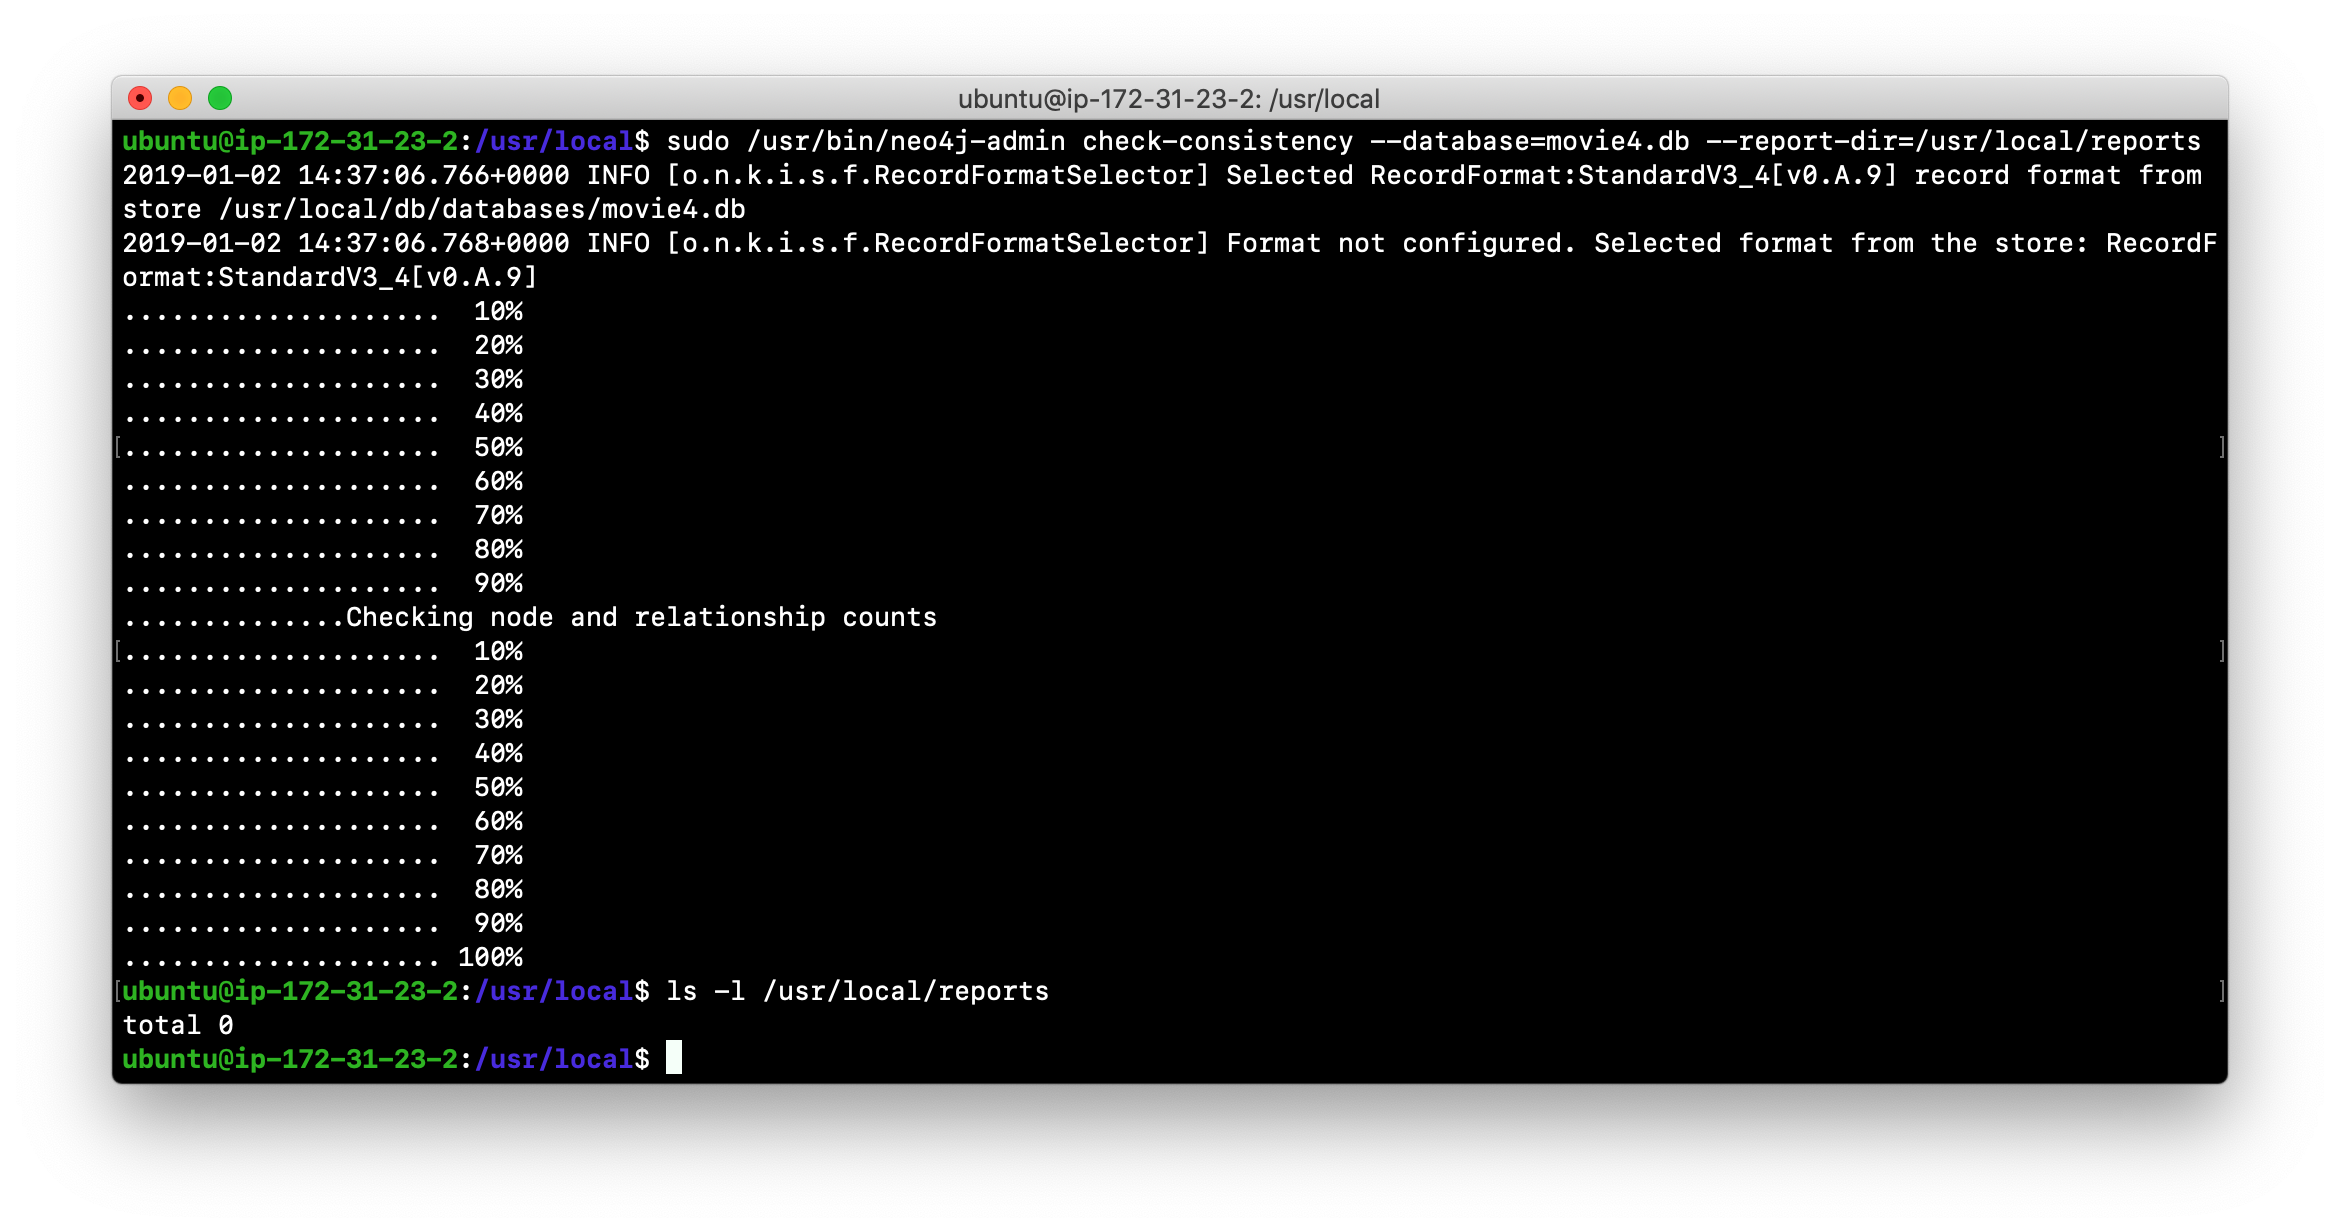 ubuntu@ip-172-31-23-2: /usr/local
ubuntu@ip-172-31-23-2:/usr/local$ sudo /usr/bin/neo4j-admin check-consistency --database=movie4.db --report-dir=/usr/local/reports
2019-01-02 14:37:06.766+0000 INFO [o.n.k.i.s.f.RecordFormatSelector] Selected RecordFormat:StandardV3_4[v0.A.9] record format from
store /usr/local/db/databases/movie4.db
2019-01-02 14:37:06.768+0000 INFO [o.n.k.i.s.f.RecordFormatSelector] Format not configured. Selected format from the store: RecordF
ormat:StandardV3_4[v0.A.9]
....................  10%
....................  20%
....................  30%
....................  40%
[....................  50% ]
....................  60%
....................  70%
....................  80%
....................  90%
..............Checking node and relationship counts
[....................  10% ]
....................  20%
....................  30%
....................  40%
....................  50%
....................  60%
....................  70%
....................  80%
....................  90%
.................... 100%
[ubuntu@ip-172-31-23-2:/usr/local$ ls -l /usr/local/reports ]
total 0
ubuntu@ip-172-31-23-2:/usr/local$